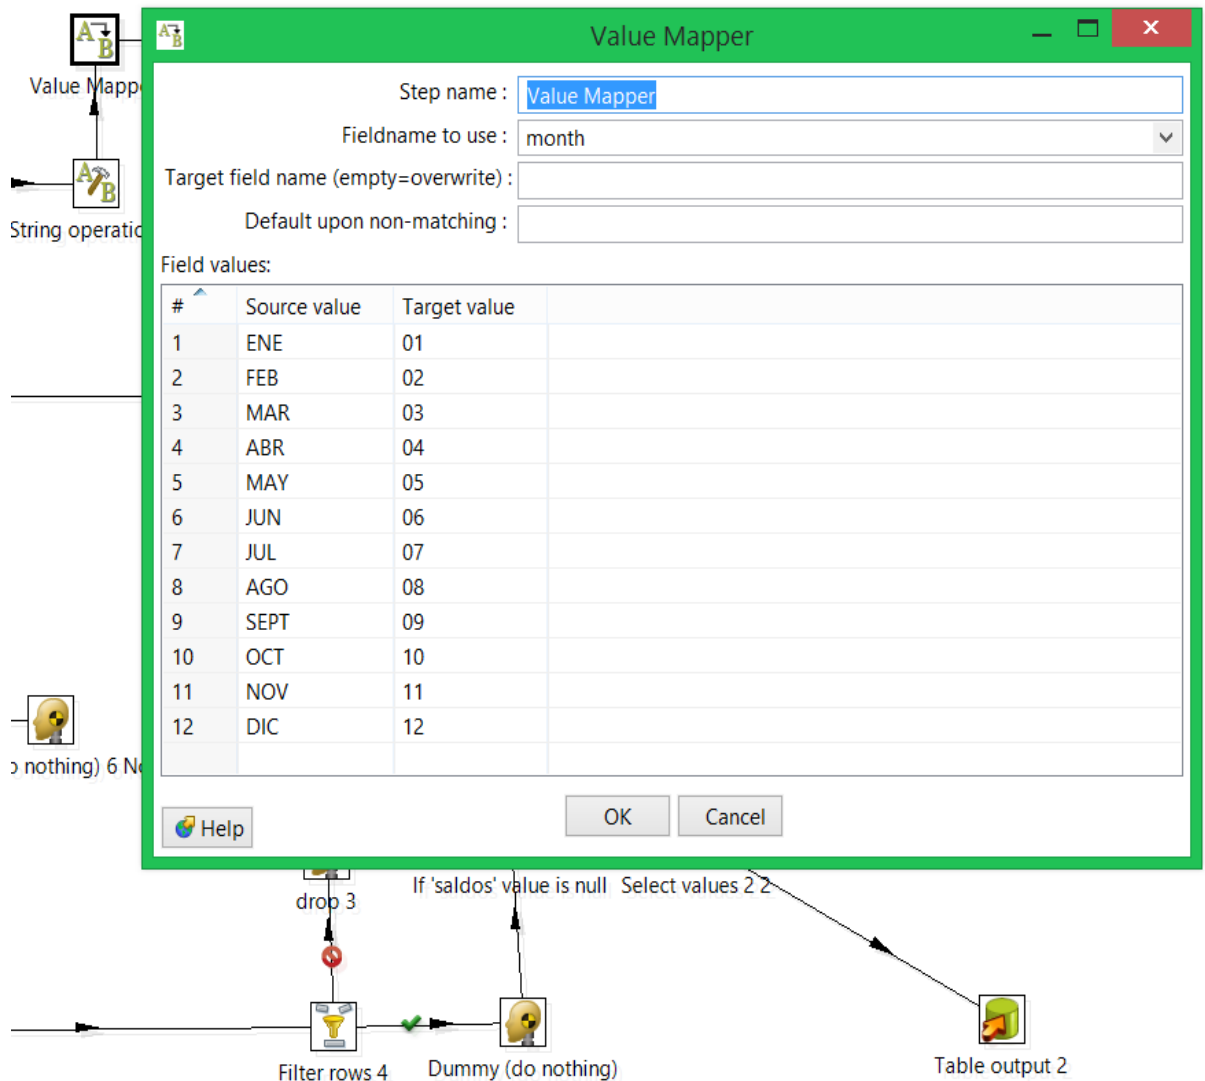 Value Mapper
Value Mapp
String operatio
Step name :
Value Mapper
Fieldname to use :
month
Target field name (empty=overwrite) :
Default upon non-matching :
Field values:
# Source value Target value
1 ENE 01
2 FEB 02
3 MAR 03
4 ABR 04
5 MAY 05
6 JUN 06
7 JUL 07
8 AGO 08
9 SEPT 09
10 OCT 10
11 NOV 11
12 DIC 12
o nothing) 6 No
OK
Cancel
Help
drop 3
If 'saldos' value is null
Select values 2 2
Filter rows 4
Dummy (do nothing)
Table output 2